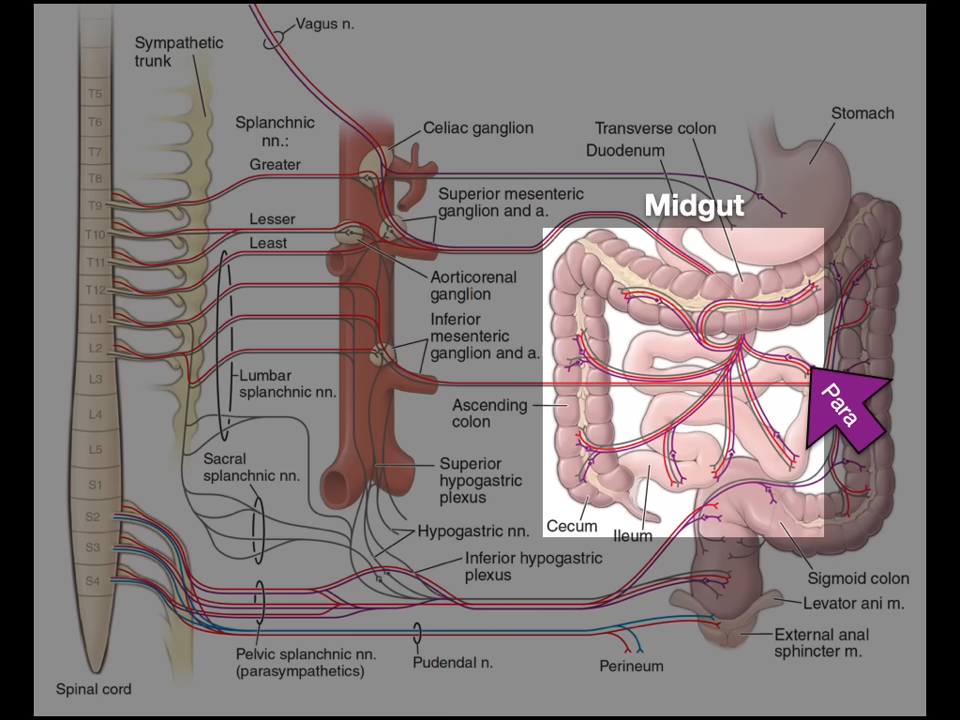 Vagus n.
Sympathetic
trunk
T5
T6
T7
T8
T9
T10
T11
T12
L1
L2
L3
L4
L5
S1
S2
S3
S4
Spinal cord
Splanchnic
nn.:
Greater
Lesser
Least
Lumbar
splanchnic nn.
Sacral
splanchnic nn.
Pelvic splanchnic nn.
(parasympathetics)
Celiac ganglion
Superior mesenteric
ganglion and a.
Aorticorenal
ganglion
Inferior
mesenteric
ganglion and a.
Ascending
colon
Superior
hypogastric
plexus
Hypogastric nn.
Inferior hypogastric
plexus
Pudendal n.
Perineum
Transverse colon
Duodenum
Stomach
Midgut
Para
Cecum
Ileum
Sigmoid colon
Levator ani m.
External anal
sphincter m.